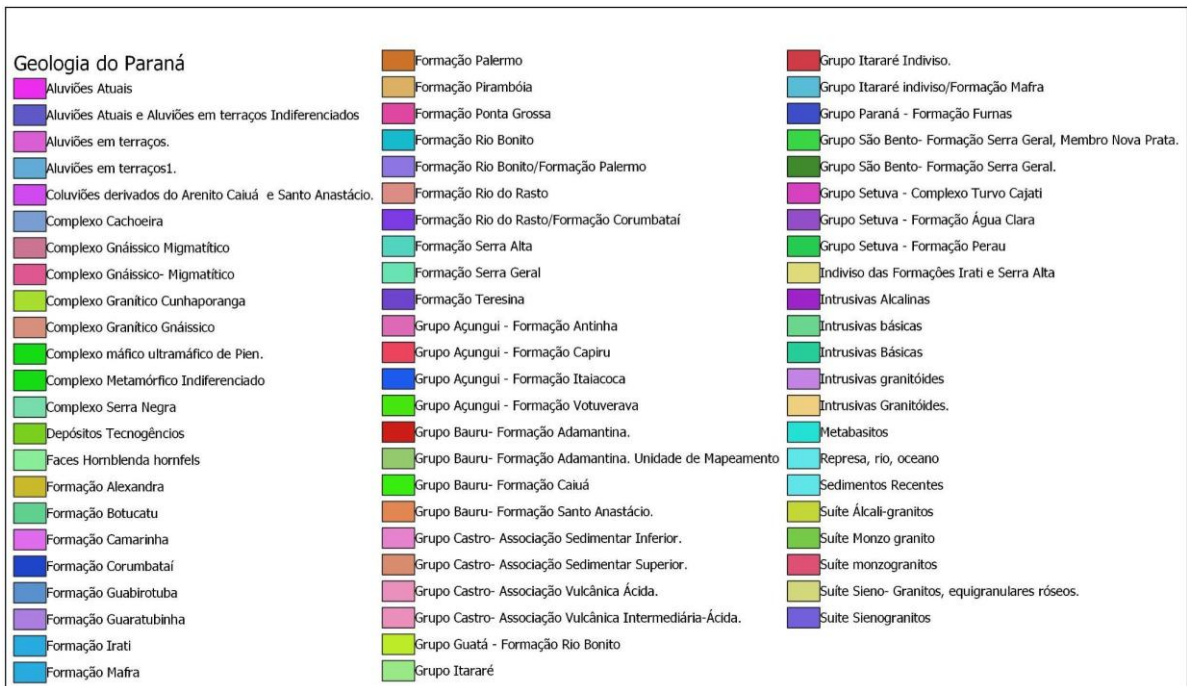 Geologia do Paraná
Aluviões Atuais
Aluviões Atuais e Aluviões em terraços Indiferenciados
Aluviões em terraços.
Aluviões em terraços1.
Coluviões derivados do Arenito Caiuá e Santo Anastácio.
Complexo Cachoeira
Complexo Gnáissico Migmatítico
Complexo Gnáissico- Migmatítico
Complexo Granítico Cunhaporanga
Complexo Granítico Gnáissico
Complexo máfico ultramáfico de Pien.
Complexo Metamórfico Indiferenciado
Complexo Serra Negra
Depósitos Tecnogêncios
Faces Hornblenda hornfels
Formação Alexandra
Formação Botucatu
Formação Camarinha
Formação Corumbataí
Formação Guabirotuba
Formação Guaratubinha
Formação Irati
Formação Mafra
Formação Palermo
Formação Pirambóia
Formação Ponta Grossa
Formação Rio Bonito
Formação Rio Bonito/Formação Palermo
Formação Rio do Rasto
Formação Rio do Rasto/Formação Corumbataí
Formação Serra Alta
Formação Serra Geral
Formação Teresina
Grupo Açungui - Formação Antinha
Grupo Açungui - Formação Capiru
Grupo Açungui - Formação Itaiacoca
Grupo Açungui - Formação Votuverava
Grupo Bauru- Formação Adamantina.
Grupo Bauru- Formação Adamantina. Unidade de Mapeamento
Grupo Bauru- Formação Caiuá
Grupo Bauru- Formação Santo Anastácio.
Grupo Castro- Associação Sedimentar Inferior.
Grupo Castro- Associação Sedimentar Superior.
Grupo Castro- Associação Vulcânica Ácida.
Grupo Castro- Associação Vulcânica Intermediária-Ácida.
Grupo Guatá - Formação Rio Bonito
Grupo Itararé
Grupo Itararé Indiviso.
Grupo Itararé indiviso/Formação Mafra
Grupo Paraná - Formação Furnas
Grupo São Bento- Formação Serra Geral, Membro Nova Prata.
Grupo São Bento- Formação Serra Geral.
Grupo Setuva - Complexo Turvo Cajati
Grupo Setuva - Formação Água Clara
Grupo Setuva - Formação Perau
Indiviso das Formações Irati e Serra Alta
Intrusivas Alcalinas
Intrusivas básicas
Intrusivas Básicas
Intrusivas granitóides
Intrusivas Granitóides.
Metabasitos
Represa, rio, oceano
Sedimentos Recentes
Suíte Álcali-granitos
Suíte Monzo granito
Suíte monzogranitos
Suíte Sieno- Granitos, equigranulares róseos.
Suite Sienogranitos